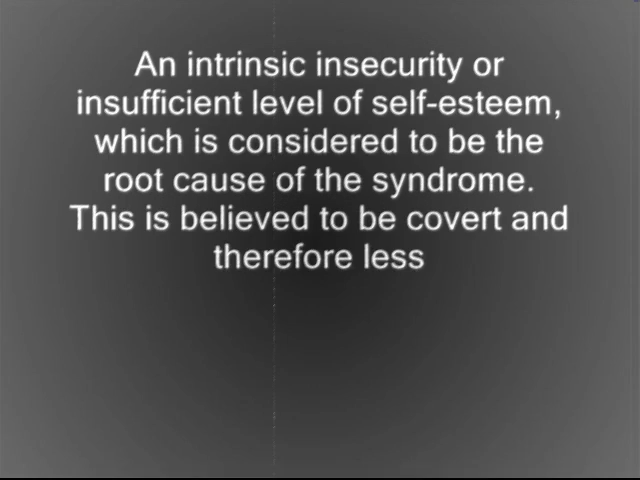 An intrinsic insecurity or
insufficient level of self-esteem,
which is considered to be the
root cause of the syndrome.
This is believed to be covert and
therefore less